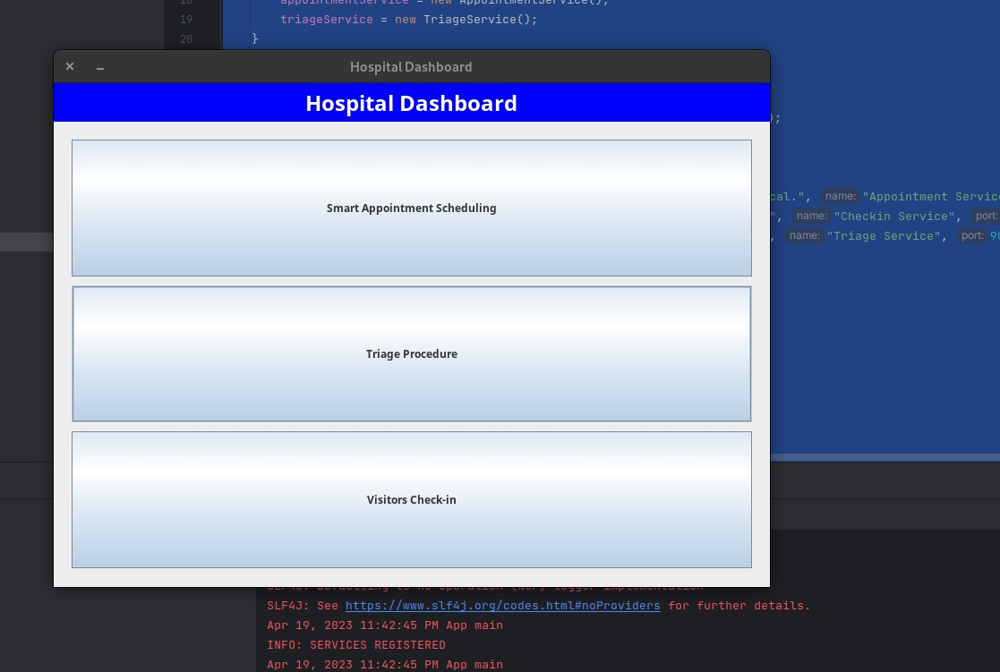 18 appointmentService = new AppointmentService();
19 triageService = new TriageService();
20 }
Hospital Dashboard
Hospital Dashboard
);
Smart Appointment Scheduling
cal.", name: "Appointment Service
", name: "Checkin Service", port:
, name: "Triage Service", port: 90
Triage Procedure
Visitors Check-in
SLF4J: Defaulting to no-operation (NOP) logger implementation
SLF4J: See https://www.slf4j.org/codes.html#noProviders for further details.
Apr 19, 2023 11:42:45 PM App main
INFO: SERVICES REGISTERED
Apr 19, 2023 11:42:45 PM App main